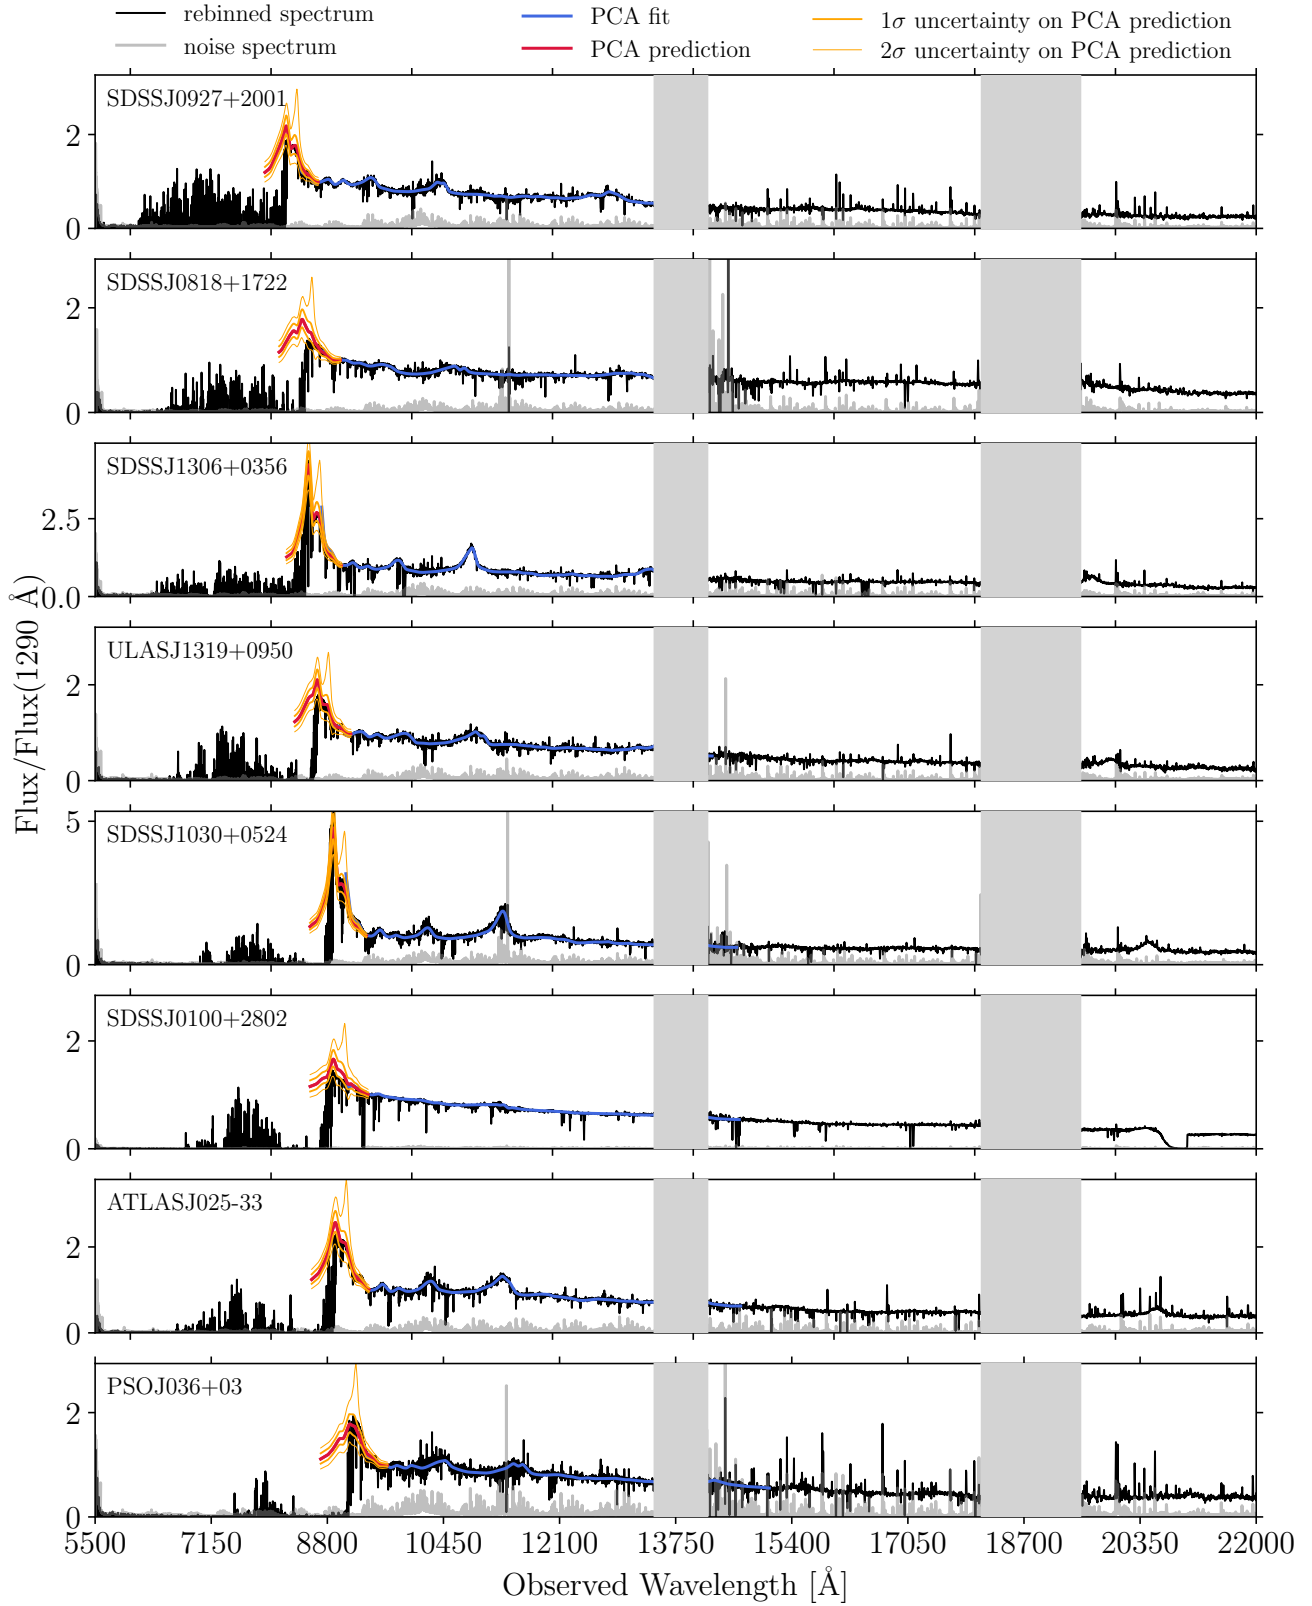 rebinned spectrum
noise spectrum
PCA fit
PCA prediction
1σ uncertainty on PCA prediction
2σ uncertainty on PCA prediction
Flux/Flux(1290 Å)
SDSSJ0927+2001
2
0
SDSSJ0818+1722
2
0
SDSSJ1306+0356
2.5
0.0
ULASJ1319+0950
2
0
SDSSJ1030+0524
5
0
SDSSJ0100+2802
2
0
ATLASJ025-33
2
0
PSOJ036+03
2
0
5500 7150 8800 10450 12100 13750 15400 17050 18700 20350 22000
Observed Wavelength [Å]